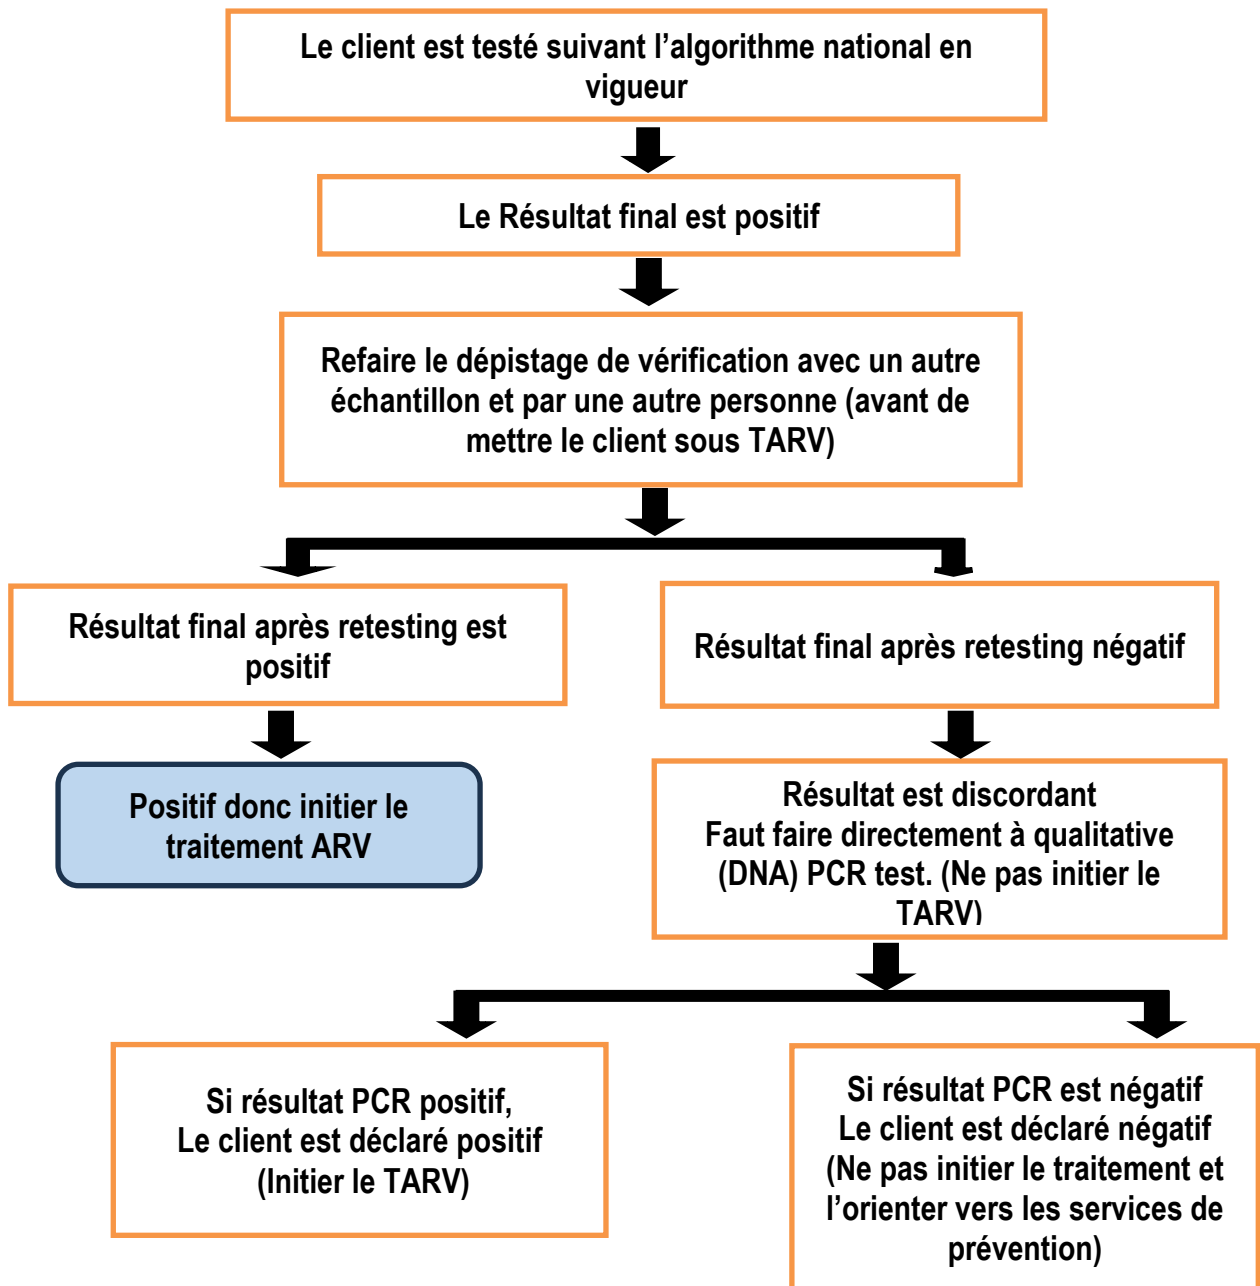 Le client est testé suivant l’algorithme national en
vigueur
Le Résultat final est positif
Refaire le dépistage de vérification avec un autre
échantillon et par une autre personne (avant de
mettre le client sous TARV)
Résultat final après retesting est
positif
Résultat final après retesting négatif
Positif donc initier le
traitement ARV
Résultat est discordant
Faut faire directement à qualitative
(DNA) PCR test. (Ne pas initier le
TARV)
Si résultat PCR positif,
Le client est déclaré positif
(Initier le TARV)
Si résultat PCR est négatif
Le client est déclaré négatif
(Ne pas initier le traitement et
l’orienter vers les services de
prévention)